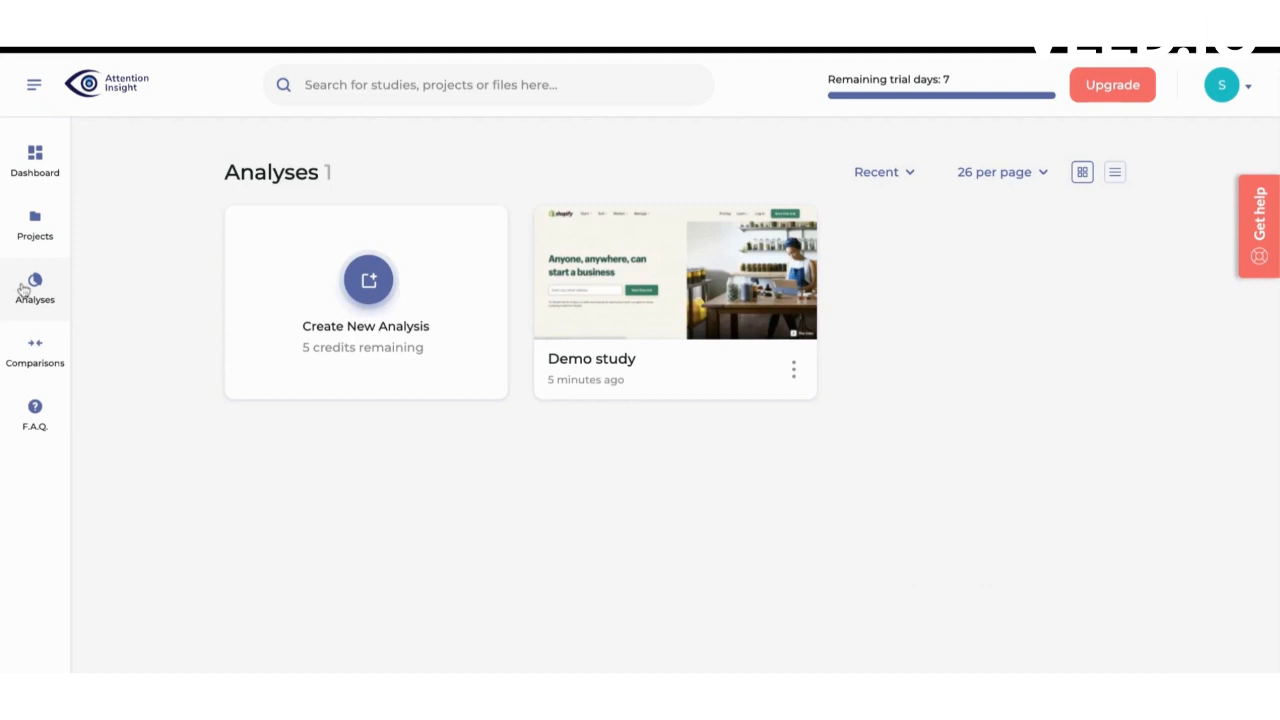 Attention
Insight
Search for studies, projects or files here...
Remaining trial days: 7
Upgrade
S
Dashboard
Projects
Analyses
Comparisons
F.A.Q.
Analyses 1
Recent
26 per page
Get help
Create New Analysis
5 credits remaining
shopify
Anyone, anywhere, can
start a business
Demo study
5 minutes ago